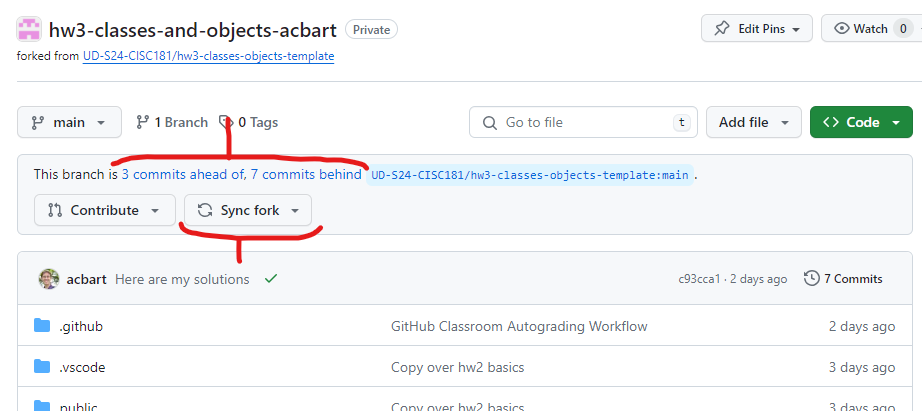 hw3-classes-and-objects-acbart Private Edit Pins Watch 0
forked from UD-S24-CISC181/hw3-classes-objects-template
main 1 Branch 0 Tags Go to file t Add file <> Code
This branch is 3 commits ahead of, 7 commits behind UD-S24-CISC181/hw3-classes-objects-template:main .
Contribute Sync fork
acbart Here are my solutions c93cca1 · 2 days ago 7 Commits
.github GitHub Classroom Autograding Workflow 2 days ago
.vscode Copy over hw2 basics 3 days ago
public Copy over hw2 basics 3 days ago